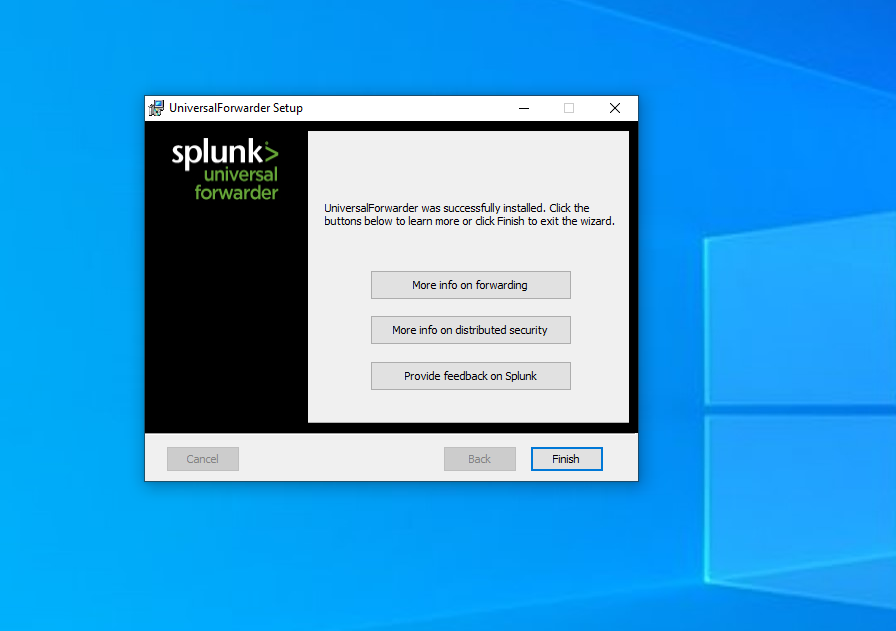 UniversalForwarder Setup
splunk>
universal
forwarder
UniversalForwarder was successfully installed. Click the
buttons below to learn more or click Finish to exit the wizard.
More info on forwarding
More info on distributed security
Provide feedback on Splunk
Cancel
Back
Finish